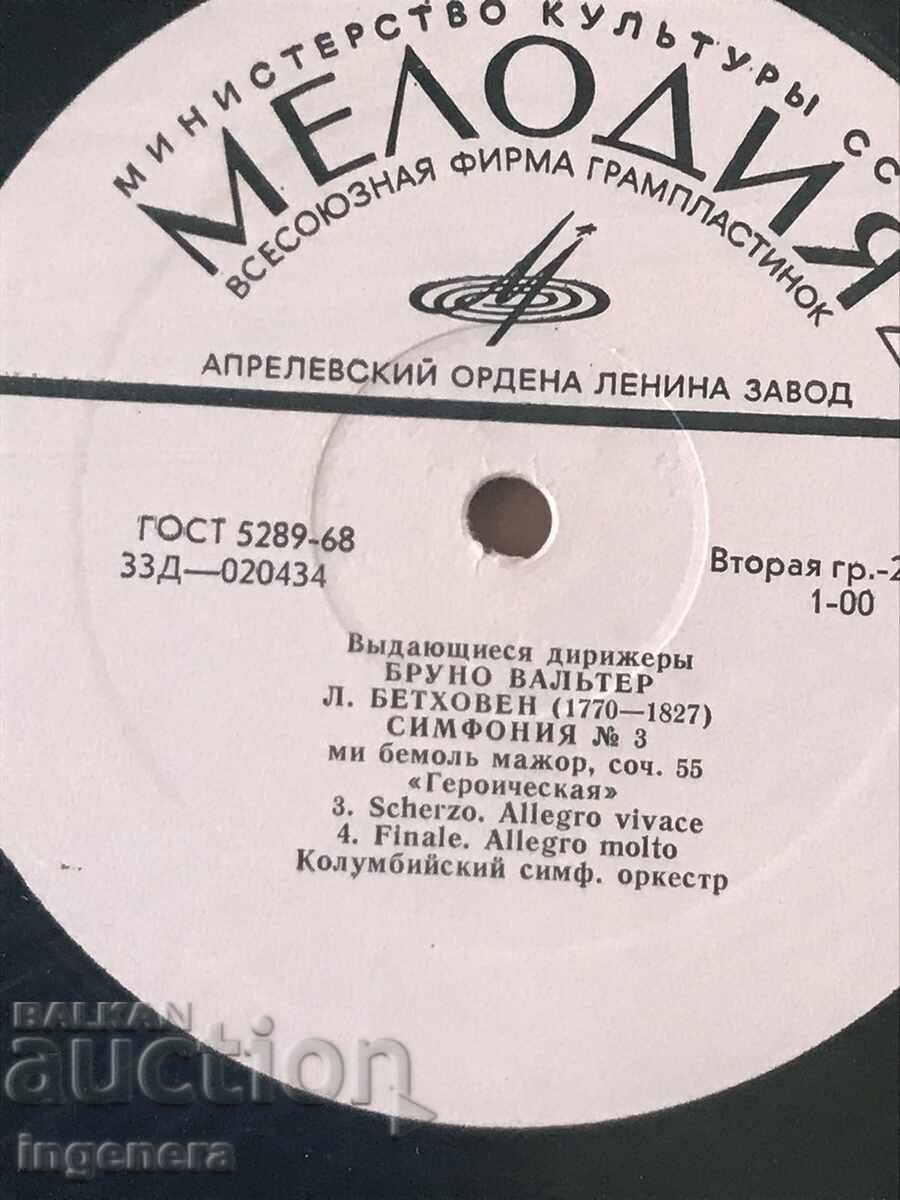 МИНИСТЕРСТВО КУЛЬТУРЫ СС
МЕЛОДИЯ
ВСЕСОЮЗНАЯ ФИРМА ГРАМПЛАСТИНОК
АПРЕЛЕВСКИЙ ОРДЕНА ЛЕНИНА ЗАВОД
ГОСТ 5289-68
33Д—020434
Вторая гр.-2
1-00
Выдающиеся дирижеры
БРУНО ВАЛЬТЕР
Л. БЕТХОВЕН (1770—1827)
СИМФОНИЯ № 3
ми бемоль мажор, соч. 55
«Героическая»
3. Scherzo. Allegro vivace
4. Finale. Allegro molto
Колумбийский симф. оркестр
BALKAN
auction
ingenera